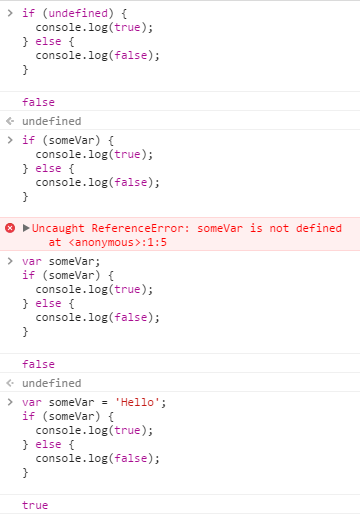 > if (undefined) {
    console.log(true);
  } else {
    console.log(false);
  }
false
undefined
> if (someVar) {
    console.log(true);
  } else {
    console.log(false);
  }
Uncaught ReferenceError: someVar is not defined
    at <anonymous>:1:5
> var someVar;
  if (someVar) {
    console.log(true);
  } else {
    console.log(false);
  }
false
undefined
> var someVar = 'Hello';
  if (someVar) {
    console.log(true);
  } else {
    console.log(false);
  }
true